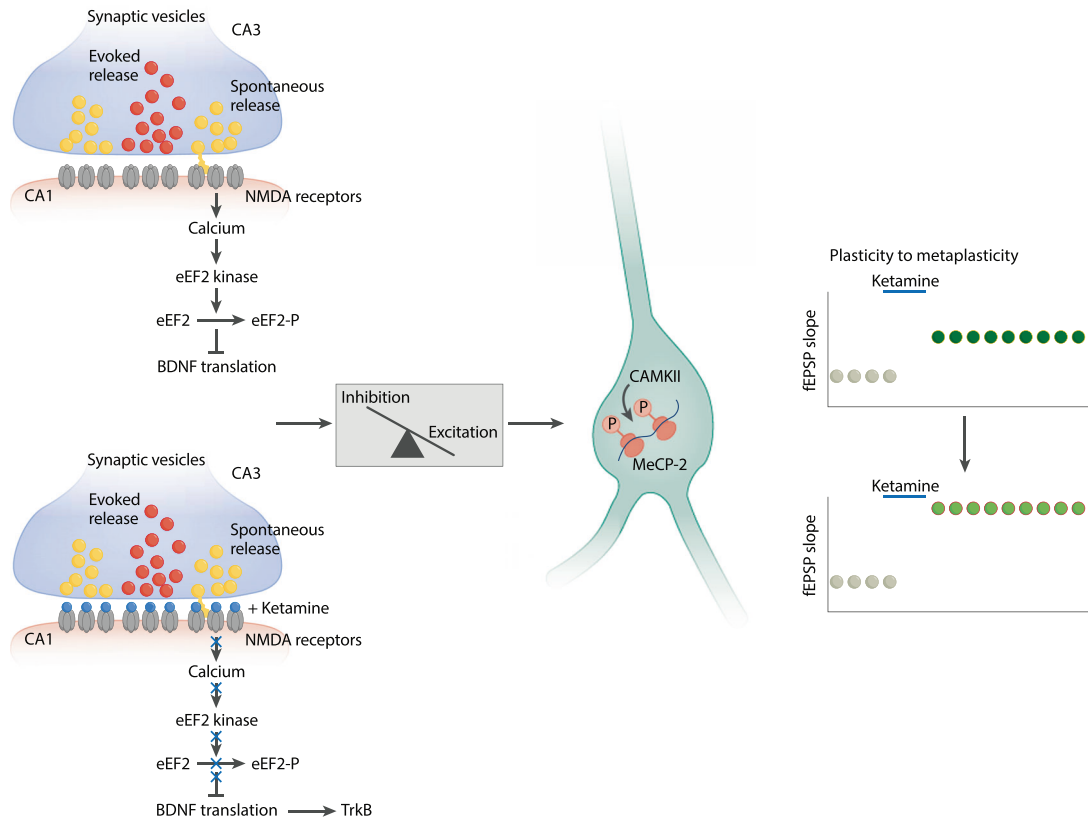 Synaptic vesicles
CA3
Evoked
release
Spontaneous
release
CA1
NMDA receptors
Calcium
eEF2 kinase
eEF2
eEF2-P
BDNF translation
Synaptic vesicles
CA3
Evoked
release
Spontaneous
release
+ Ketamine
CA1
NMDA receptors
Calcium
eEF2 kinase
eEF2
eEF2-P
BDNF translation
TrkB
Inhibition
Excitation
CAMKII
P
P
MeCP-2
Plasticity to metaplasticity
Ketamine
fEPSP slope
Ketamine
fEPSP slope